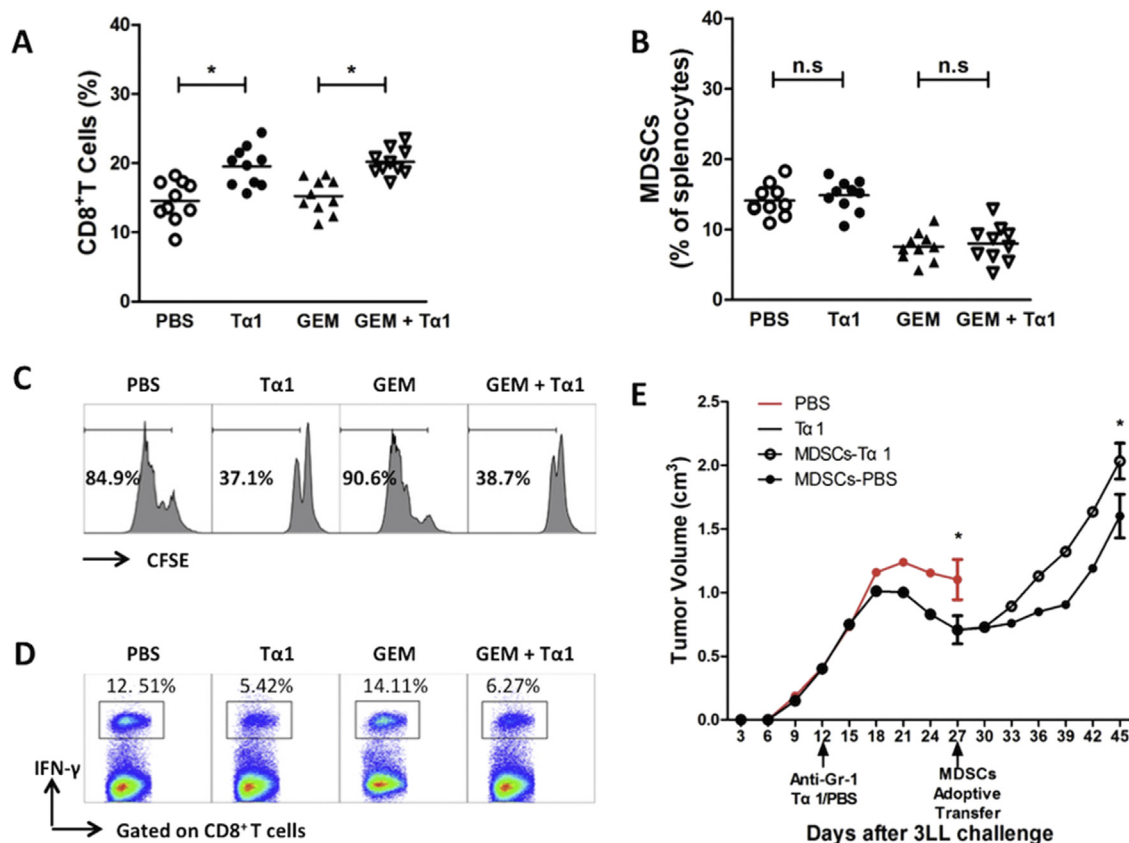 A
CD8+T Cells (%)
40
30
20
10
0
* *
PBS Tα1 GEM GEM + Tα1
B
MDSCs
(% of splenocytes)
40
30
20
10
0
n.s n.s
PBS Tα1 GEM GEM + Tα1
C
PBS Tα1 GEM GEM + Tα1
84.9% 37.1% 90.6% 38.7%
CFSE
D
PBS Tα1 GEM GEM + Tα1
12. 51% 5.42% 14.11% 6.27%
IFN-γ
Gated on CD8+ T cells
E
Tumor Volume (cm3)
2.5
2.0
1.5
1.0
0.5
0.0
PBS
Tα 1
MDSCs-Tα 1
MDSCs-PBS
*
*
3 6 9 12 15 18 21 24 27 30 33 36 39 42 45
Anti-Gr-1
Tα 1/PBS
MDSCs
Adoptive
Transfer
Days after 3LL challenge